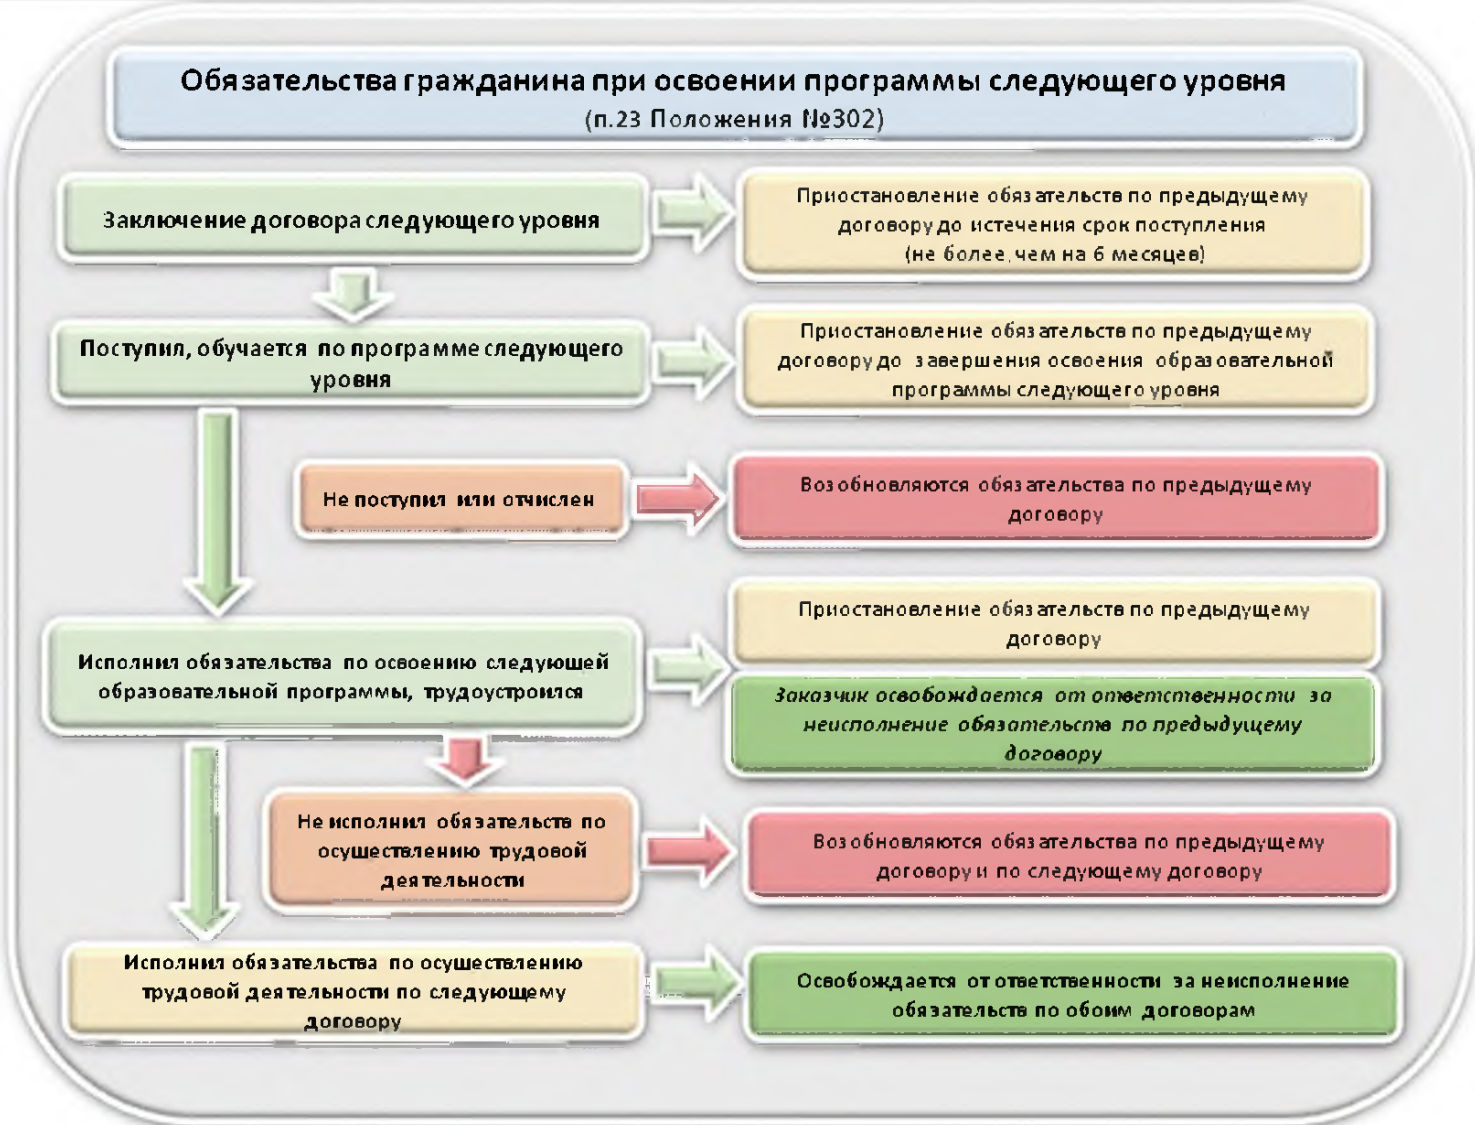 Обязательства гражданина при освоении программы следующего уровня
(п.23 Положения №302)
Заключение договора следующего уровня
Приостановление обязательств по предыдущему
договору до истечения срок поступления
(не более, чем на 6 месяцев)
Поступил, обучается по программе следующего
уровня
Приостановление обязательств по предыдущему
договору до завершения освоения образовательной
программы следующего уровня
Не поступил или отчислен
Возобновляются обязательства по предыдущему
договору
Исполнил обязательства по освоению следующей
образовательной программы, трудоустроился
Приостановление обязательств по предыдущему
договору
Заказчик освобождается от ответственности за
неисполнение обязательств по предыдущему
договору
Не исполнил обязательств по
осуществлению трудовой
деятельности
Возобновляются обязательства по предыдущему
договору и по следующему договору
Исполнил обязательства по осуществлению
трудовой деятельности по следующему
договору
Освобождается от ответственности за неисполнение
обязательств по обоим договорам